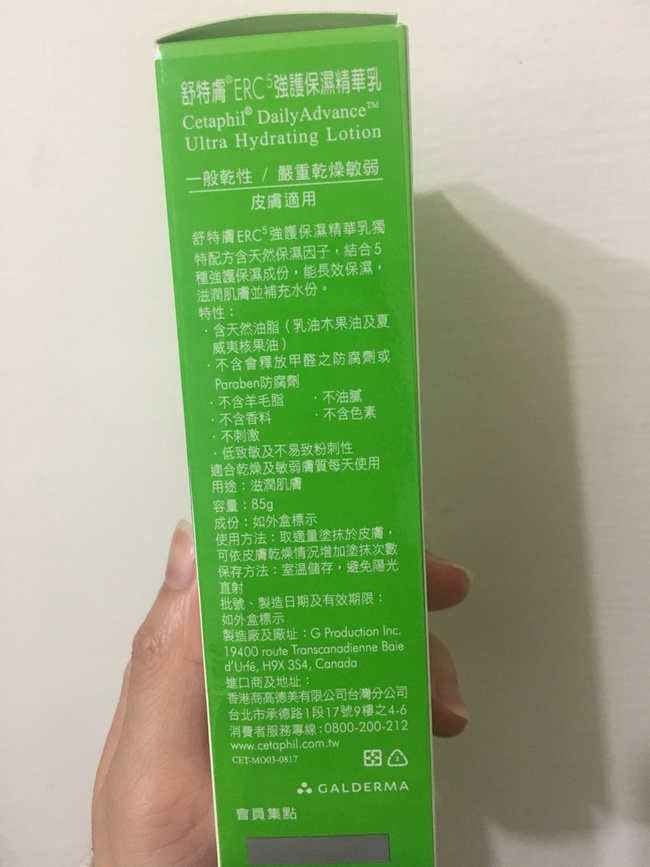 舒特膚®ERC⁵強護保濕精華乳
Cetaphil® DailyAdvance™
Ultra Hydrating Lotion
一般乾性 / 嚴重乾燥敏弱
皮膚適用
舒特膚ERC⁵強護保濕精華乳獨
特配方含天然保濕因子，結合5
種強護保濕成份，能長效保濕，
滋潤肌膚並補充水份。
特性：
·含天然油脂（乳油木果油及夏
威夷核果油）
·不含會釋放甲醛之防腐劑或
Paraben防腐劑
·不含羊毛脂 ·不油膩
·不含香料 ·不含色素
·不刺激
·低致敏及不易致粉刺性
適合乾燥及敏弱膚質每天使用
用途：滋潤肌膚
容量：85g
成份：如外盒標示
使用方法：取適量塗抹於皮膚，
可依皮膚乾燥情況增加塗抹次數
保存方法：室溫儲存，避免陽光
直射
批號、製造日期及有效期限：
如外盒標示
製造廠及廠址：G Production Inc.
19400 route Transcanadienne Baie
d'Urfé, H9X 3S4, Canada
進口商及地址：
香港商高德美有限公司台灣分公司
台北市承德路1段17號9樓之4-6
消費者服務專線：0800-200-212
www.cetaphil.com.tw
CET-MO03-0817
GALDERMA
會員集點